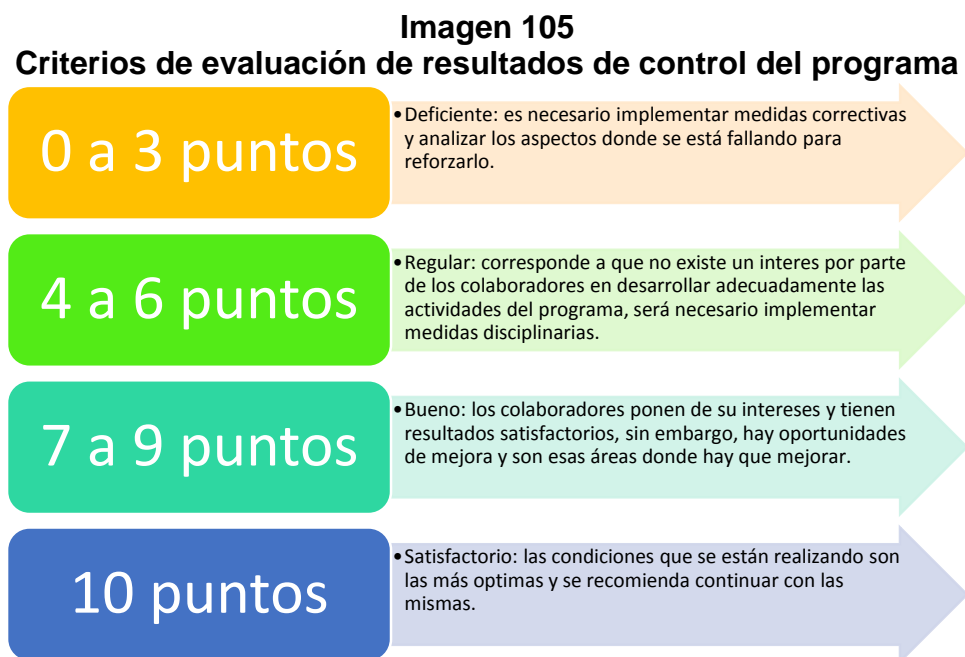 Imagen 105
Criterios de evaluación de resultados de control del programa
0 a 3 puntos
•Deficiente: es necesario implementar medidas correctivas
y analizar los aspectos donde se está fallando para
reforzarlo.
4 a 6 puntos
•Regular: corresponde a que no existe un interes por parte
de los colaboradores en desarrollar adecuadamente las
actividades del programa, será necesario implementar
medidas disciplinarias.
7 a 9 puntos
•Bueno: los colaboradores ponen de su intereses y tienen
resultados satisfactorios, sin embargo, hay oportunidades
de mejora y son esas áreas donde hay que mejorar.
10 puntos
•Satisfactorio: las condiciones que se están realizando son
las más optimas y se recomienda continuar con las
mismas.